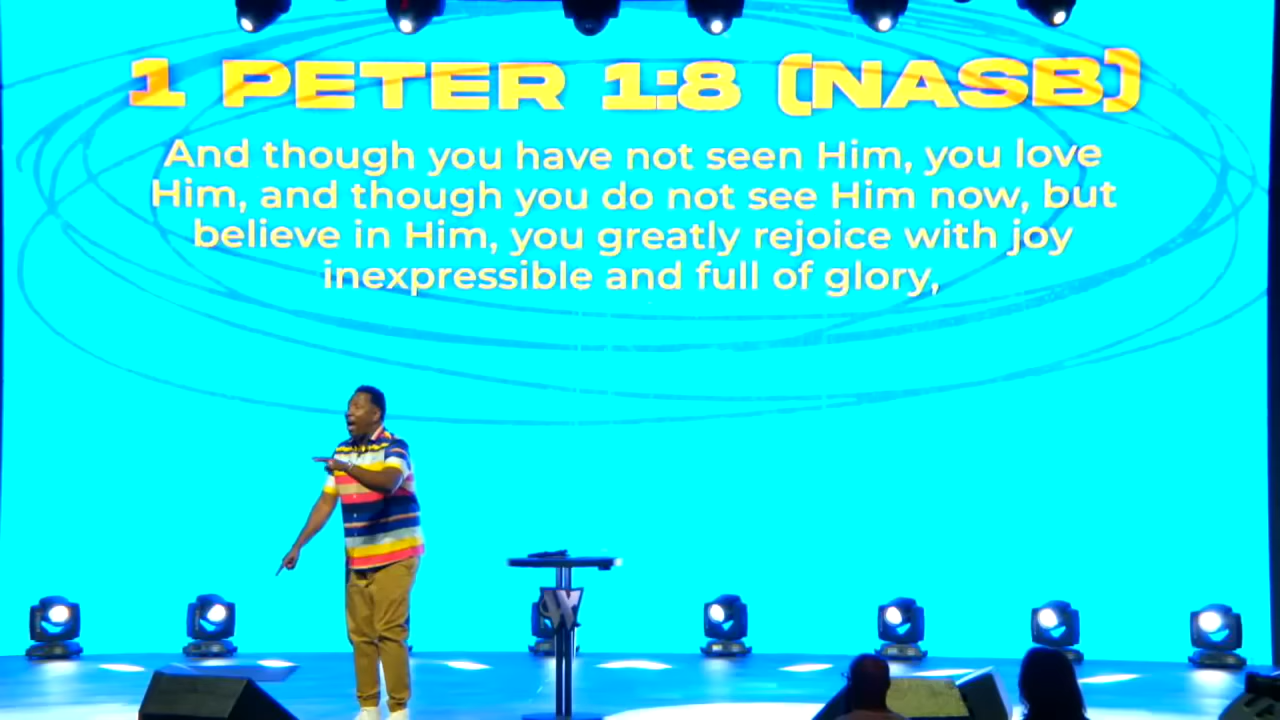 1 PETER 1:8 (NASB)
And though you have not seen Him, you love
Him, and though you do not see Him now, but
believe in Him, you greatly rejoice with joy
inexpressible and full of glory,